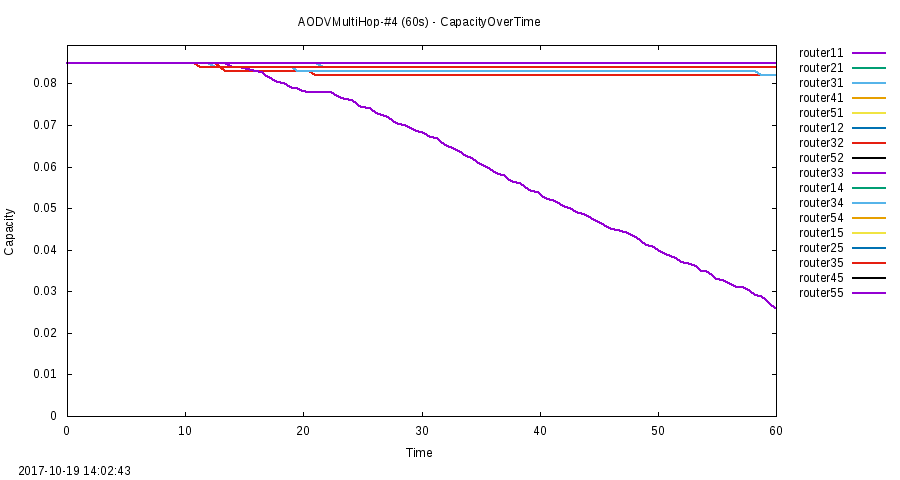 AODVMultiHop-#4 (60s) - CapacityOverTime
router11
router21
router31
router41
router51
router12
router32
router52
router33
router14
router34
router54
router15
router25
router35
router45
router55
0.08
0.07
0.06
0.05
0.04
0.03
0.02
0.01
0
Capacity
0 10 20 30 40 50 60
Time
2017-10-19 14:02:43